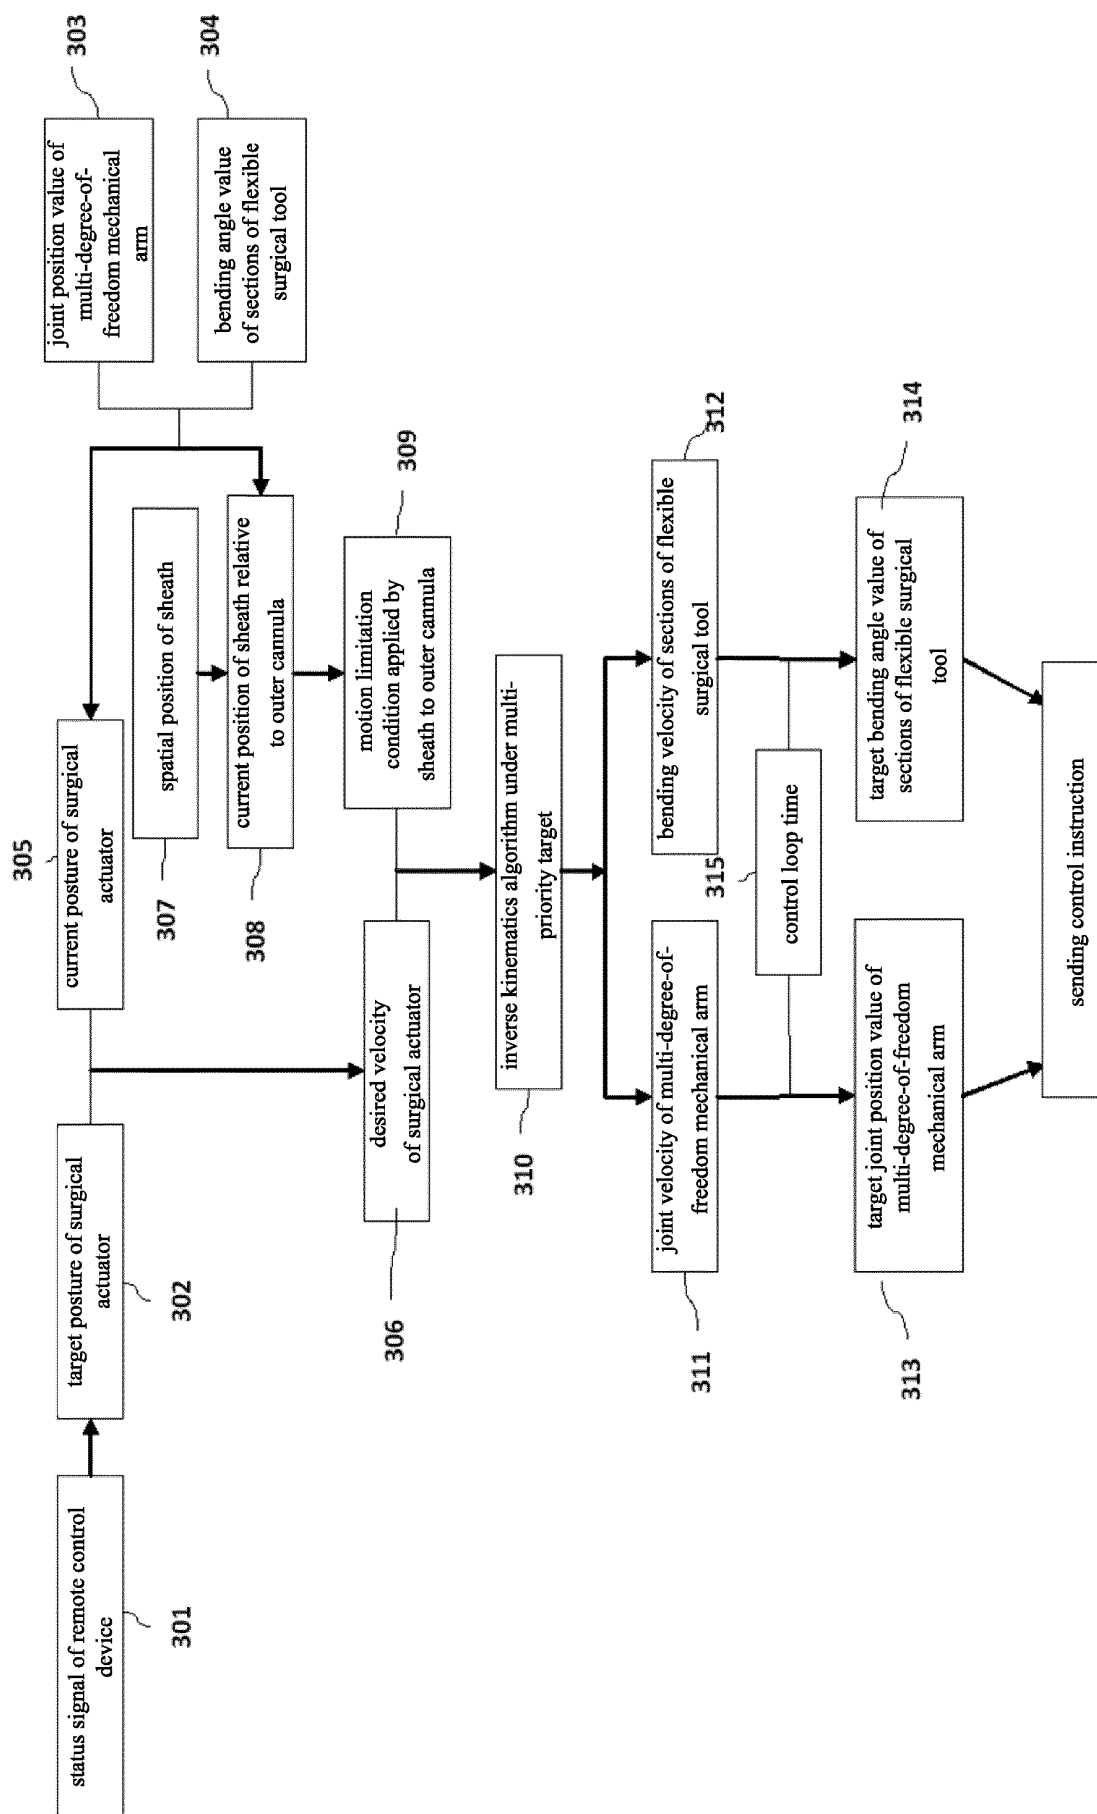 status signal of remote control
device
301
target posture of surgical
actuator
302
current posture of surgical
actuator
305
joint position value of
multi-degree-of-
freedom mechanical
arm
303
bending angle value
of sections of flexible
surgical tool
304
spatial position of sheath
307
current position of sheath relative
to outer cannula
308
desired velocity
of surgical actuator
306
motion limitation
condition applied by
sheath to outer cannula
309
inverse kinematics algorithm under multi-
priority target
310
joint velocity of multi-degree-of-
freedom mechanical arm
311
bending velocity of sections of flexible
surgical tool
312
control loop time
315
target joint position value of
multi-degree-of-freedom
mechanical arm
313
target bending angle value of
sections of flexible surgical
tool
314
sending control instruction